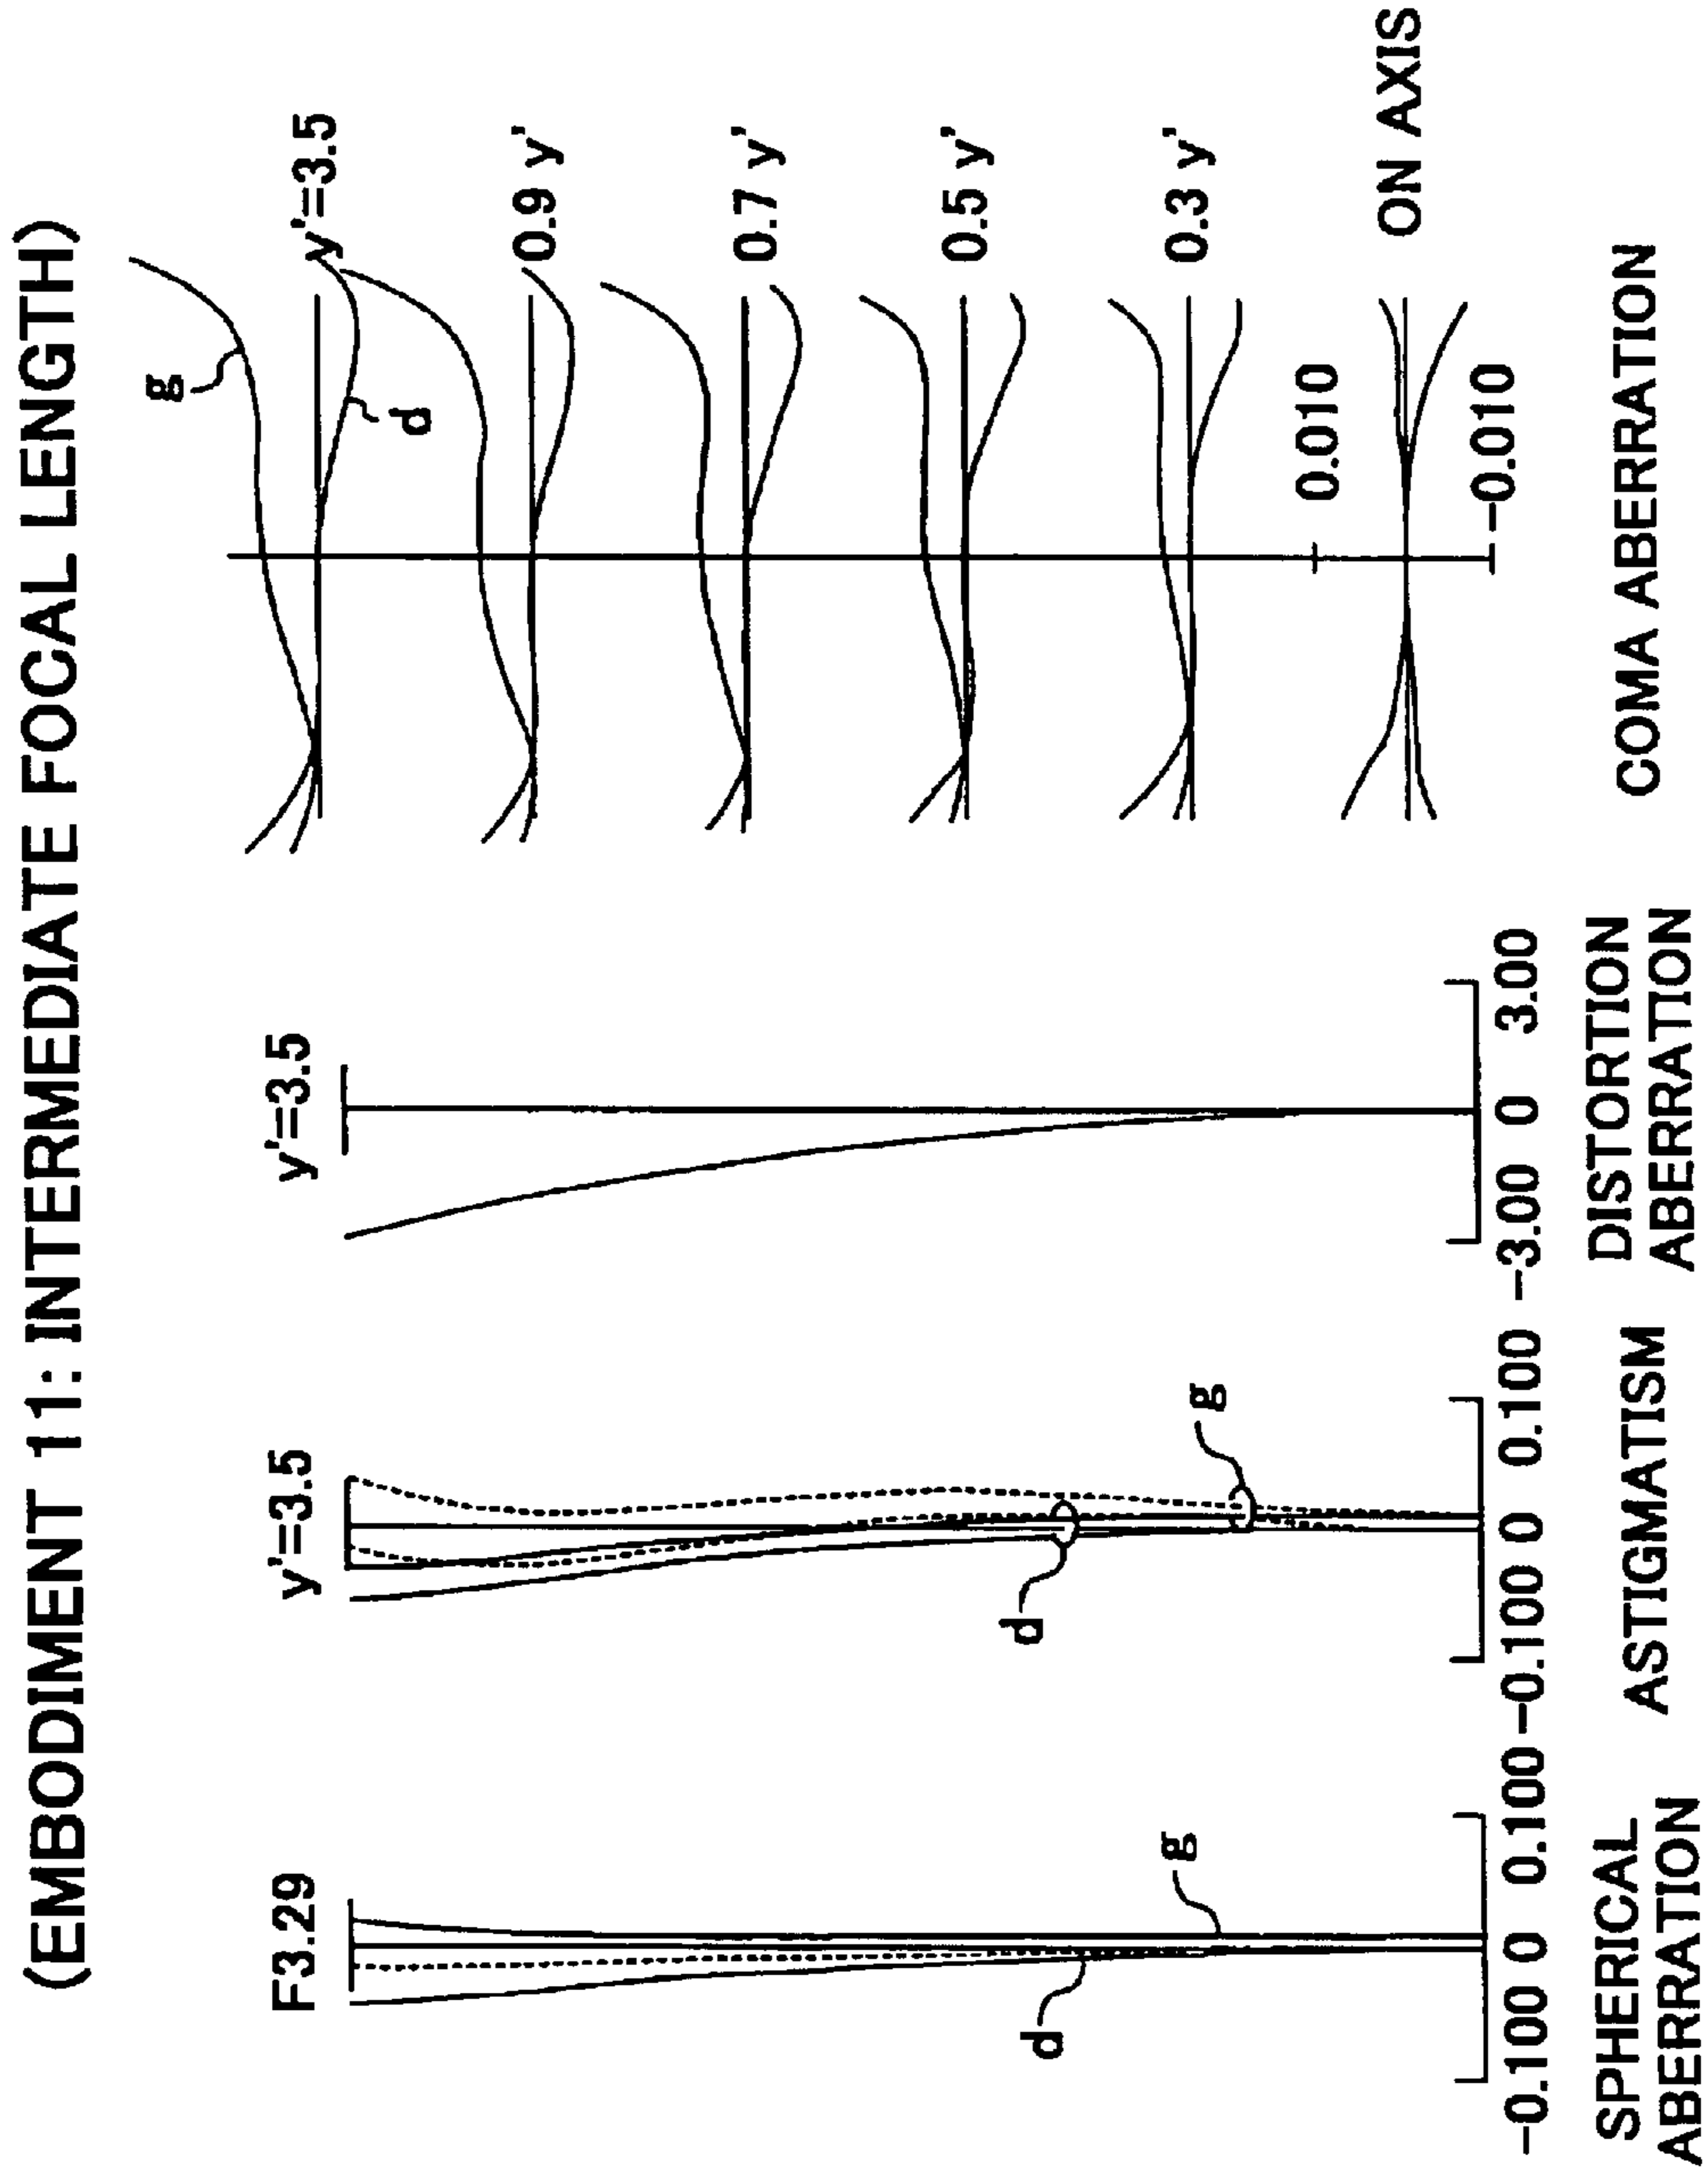 (EMBODIMENT 11: INTERMEDIATE FOCAL LENGTH)
F3.29
g
d
-0.100 0 0.100
SPHERICAL
ABERRATION
y'=3.5
g
d
-0.100 0 0.100
ASTIGMATISM
y'=3.5
-3.00 0 3.00
DISTORTION
ABERRATION
g
d
y'=3.5
0.9 y'
0.7 y'
0.5 y'
0.3 y'
0.010
ON AXIS
-0.010
COMA ABERRATION